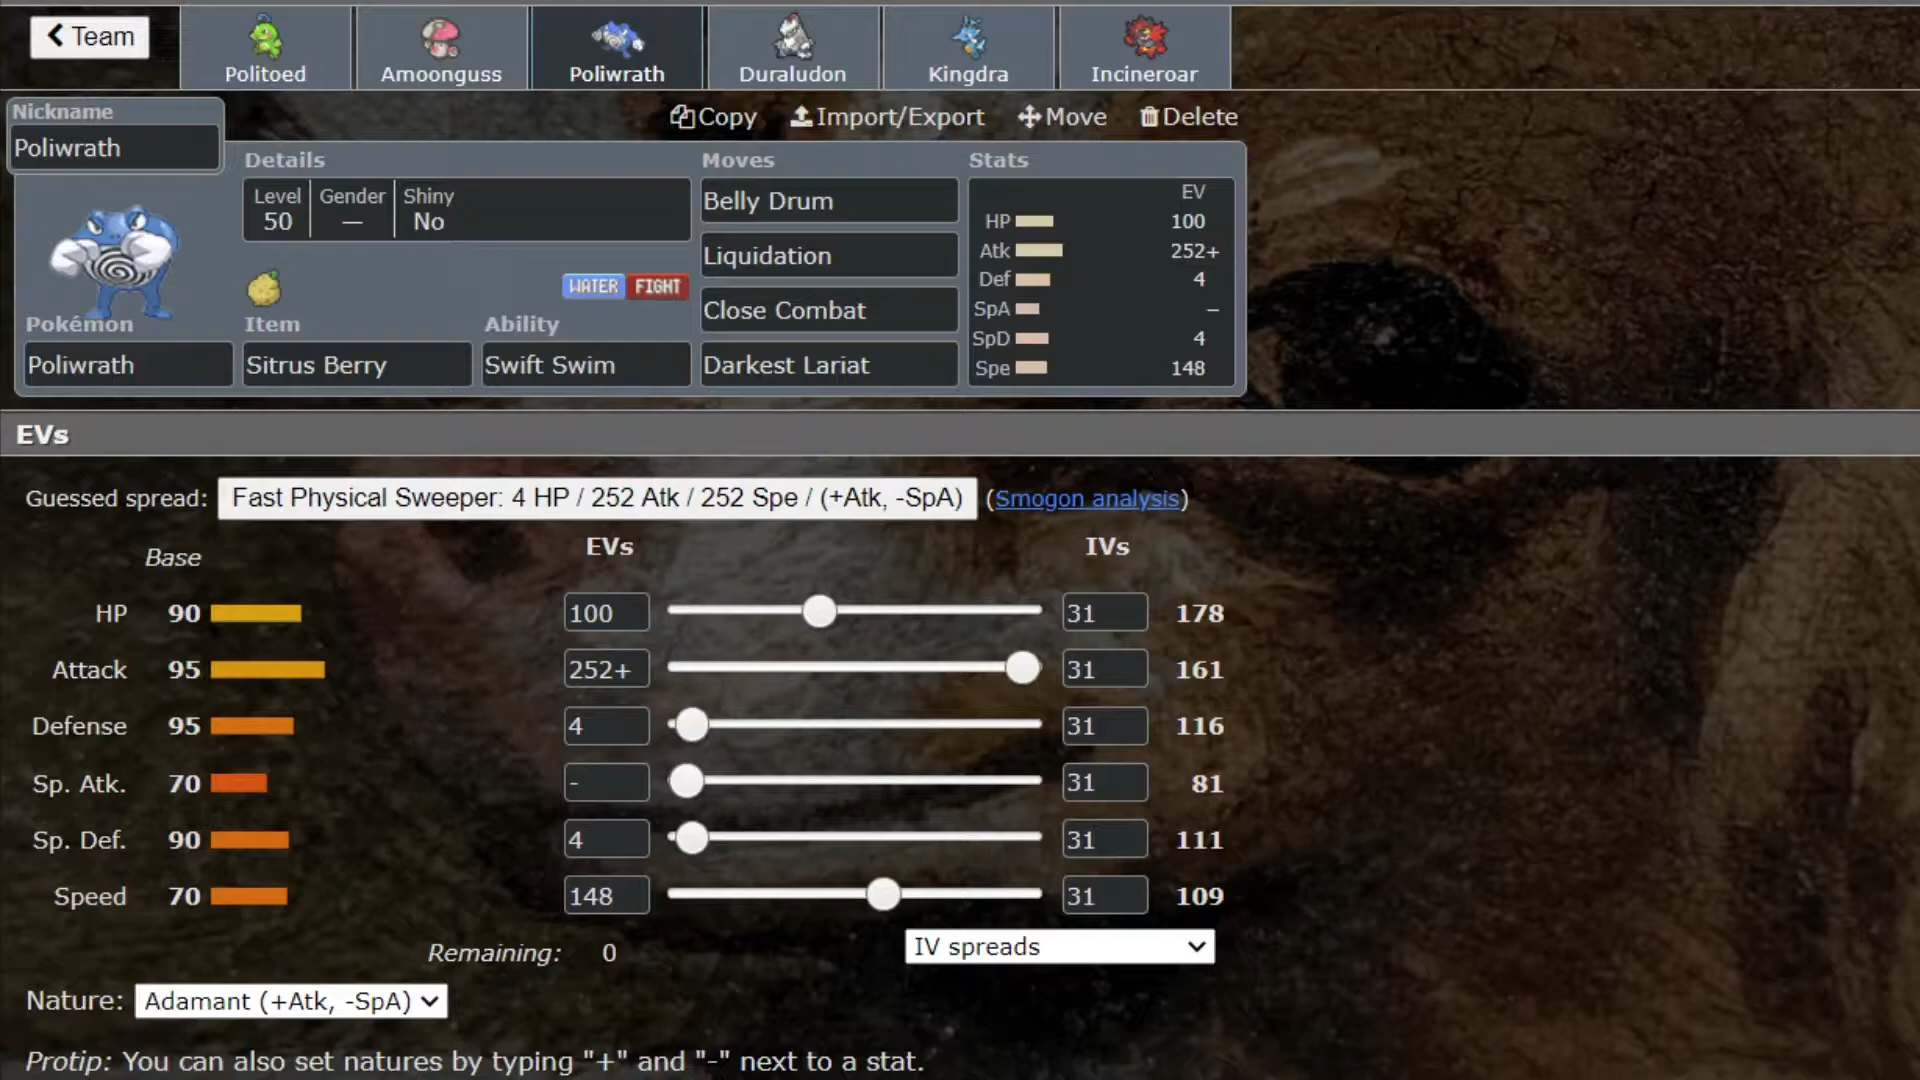 Team
Politoed
Amoonguss
Poliwrath
Duraludon
Kingdra
Incineroar
Copy
Import/Export
Move
Delete
Nickname
Poliwrath
Details
Level
50
Gender
—
Shiny
No
WATER
FIGHT
Pokémon
Poliwrath
Item
Sitrus Berry
Ability
Swift Swim
Moves
Belly Drum
Liquidation
Close Combat
Darkest Lariat
Stats
EV
HP 100
Atk 252+
Def 4
SpA –
SpD 4
Spe 148
EVs
Guessed spread: Fast Physical Sweeper: 4 HP / 252 Atk / 252 Spe / (+Atk, -SpA) (Smogon analysis)
Base EVs IVs
HP 90 100 31 178
Attack 95 252+ 31 161
Defense 95 4 31 116
Sp. Atk. 70 - 31 81
Sp. Def. 90 4 31 111
Speed 70 148 31 109
Remaining: 0
IV spreads
Nature: Adamant (+Atk, -SpA)
Protip: You can also set natures by typing "+" and "-" next to a stat.